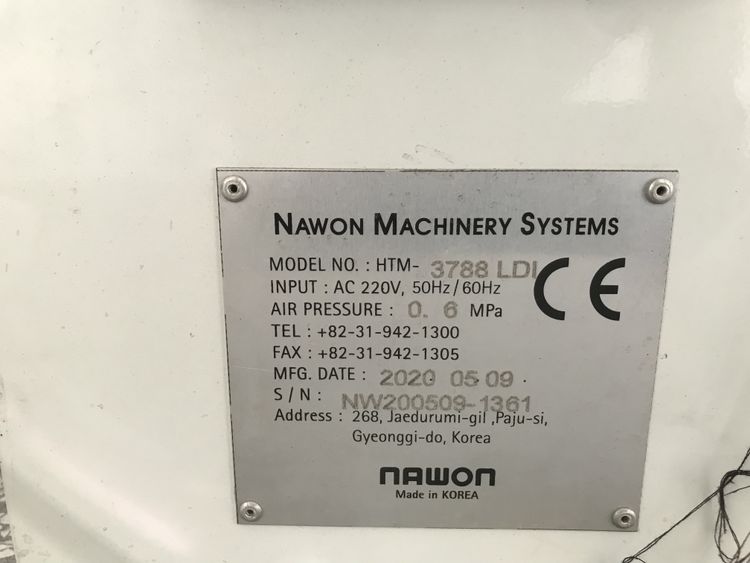 NAWON MACHINERY SYSTEMS
MODEL NO. : HTM- 3788 LDI
INPUT : AC 220V, 50Hz/60Hz
AIR PRESSURE : 0. 6 MPa
TEL : +82-31-942-1300
FAX : +82-31-942-1305
MFG. DATE : 2020 05 09 .
S / N : NW200509-1361
Address : 268, Jaedurumi-gil ,Paju-si,
Gyeonggi-do, Korea
CE
NAWON
Made in KOREA